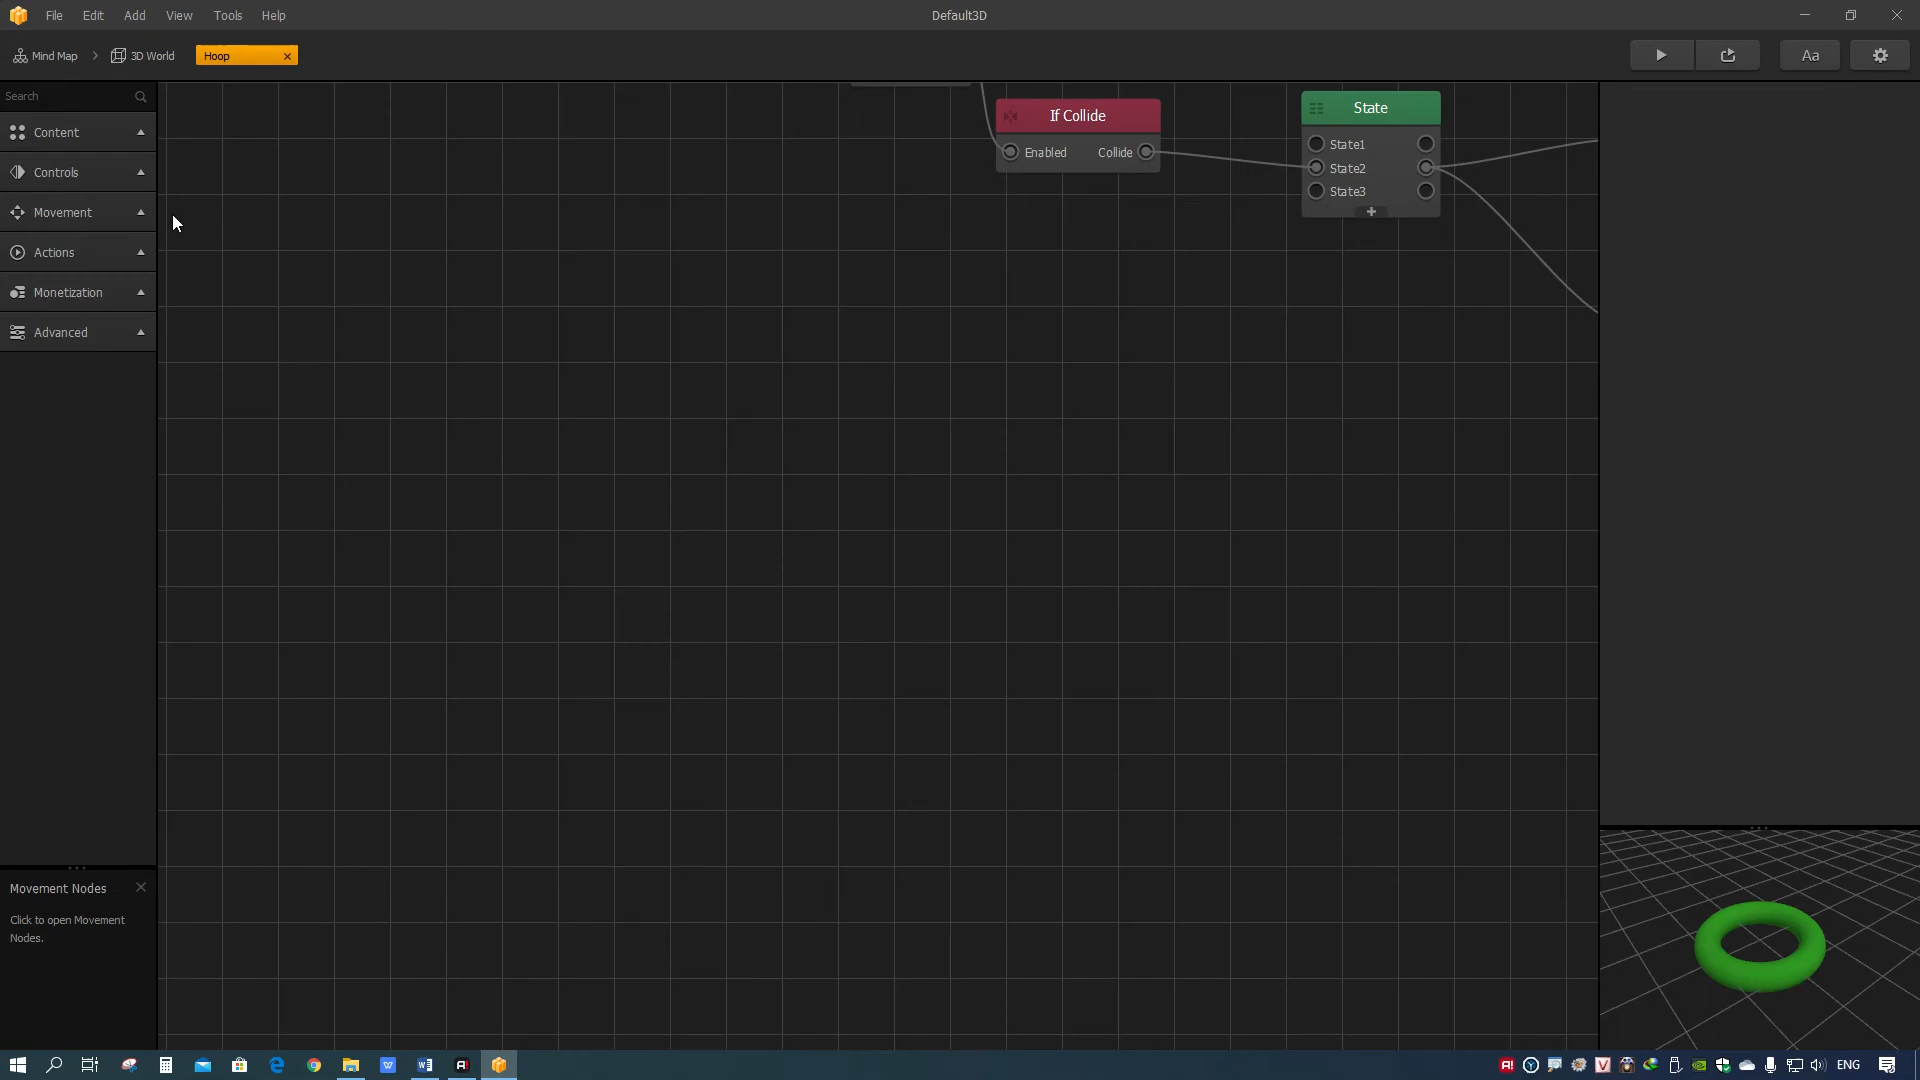 File Edit Add View Tools Help
Default3D
Mind Map 3D World Hoop
Aa
Search
Content
Controls
Movement
Actions
Monetization
Advanced
If Collide
Enabled Collide
State
State1
State2
State3
Movement Nodes
Click to open Movement
Nodes.
ENG